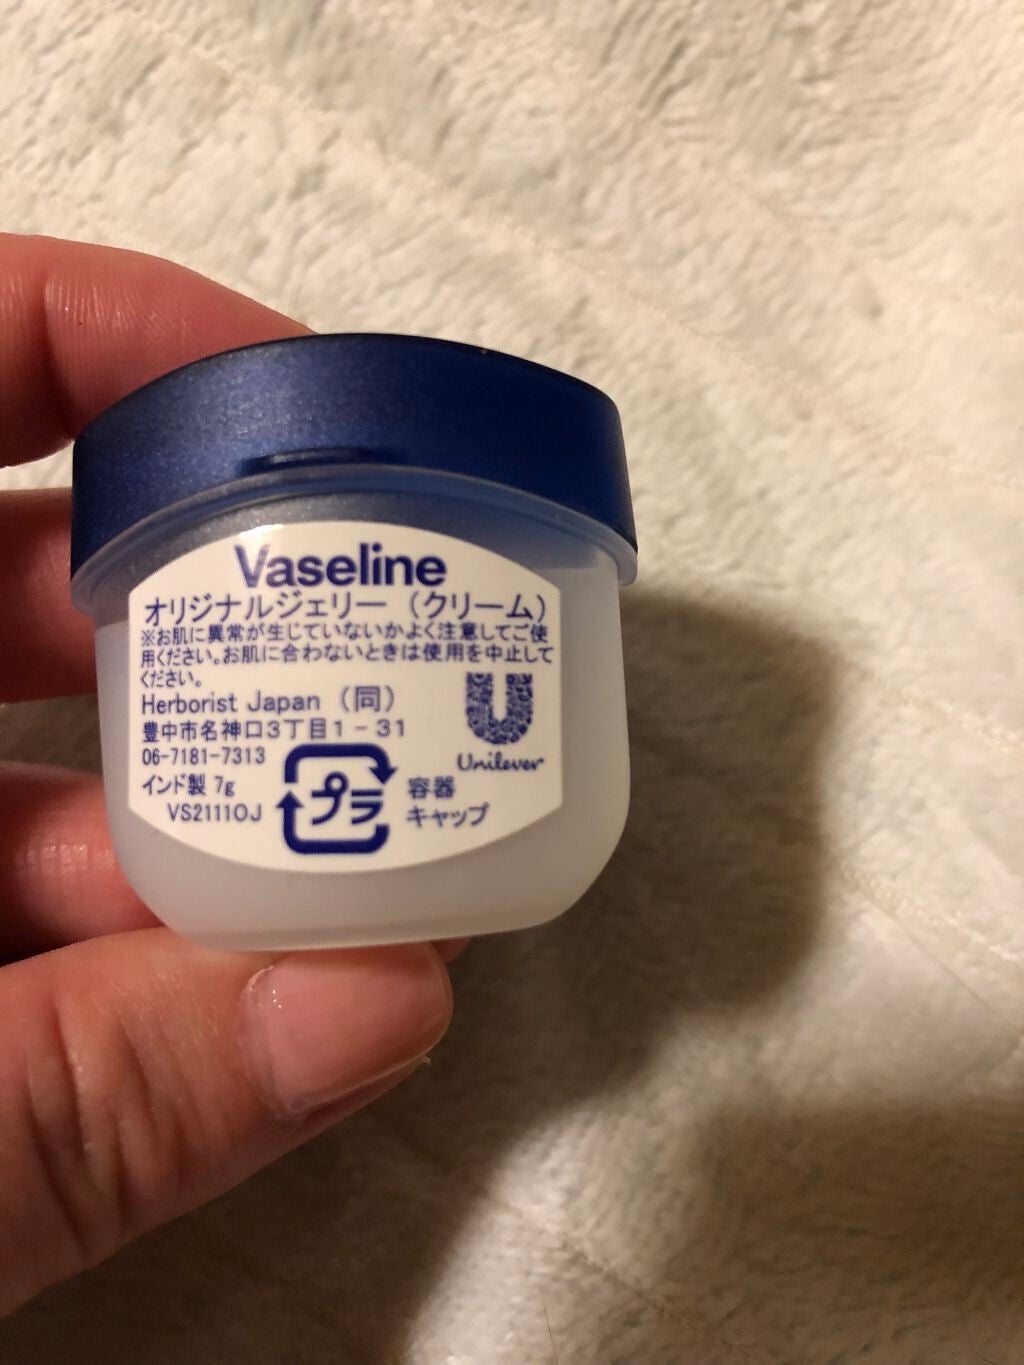 Vaseline
オリジナルジェリー（クリーム）
※お肌に異常が生じていないかよく注意してご使
用ください。お肌に合わないときは使用を中止して
ください。
Herborist Japan（同）
豊中市名神口3丁目1-31
06-7181-7313
インド製 7g
VS21110J
プラ
容器
キャップ
Unilever